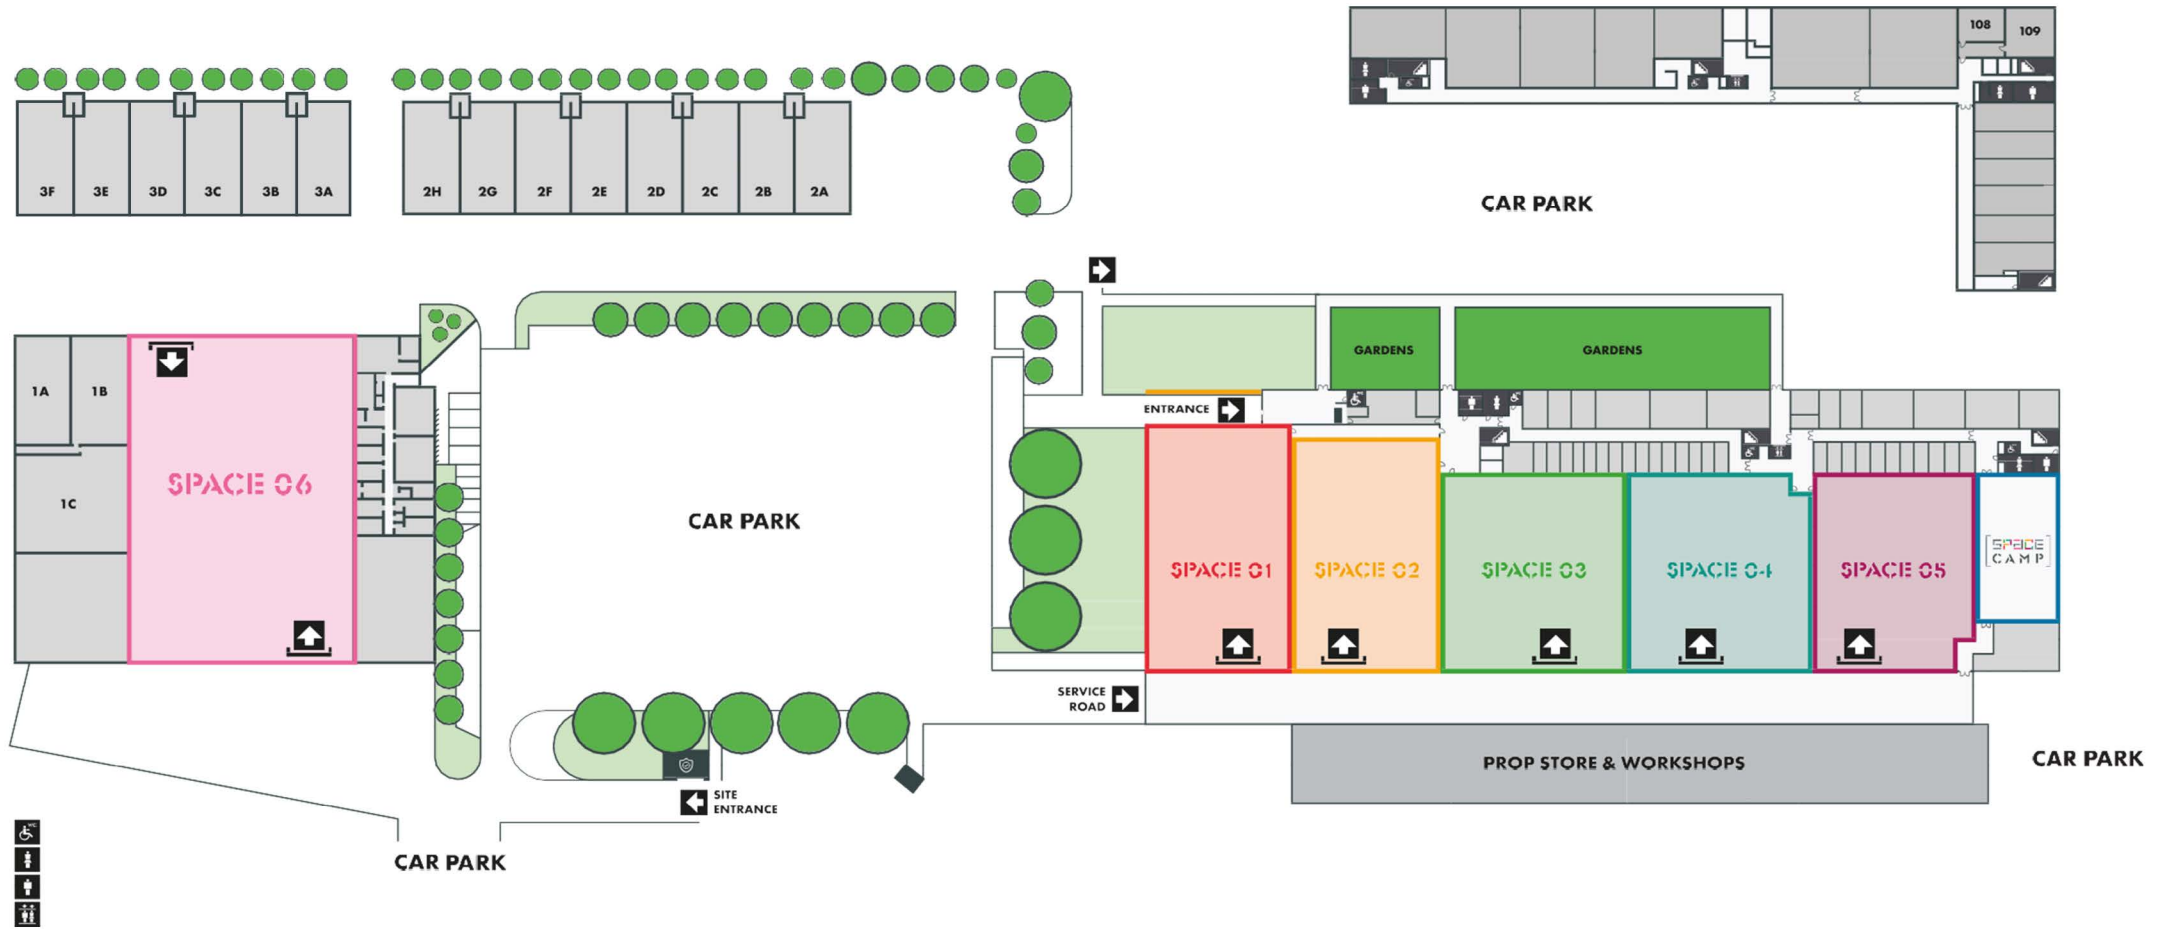 108
109
3F
3E
3D
3C
3B
3A
2H
2G
2F
2E
2D
2C
2B
2A
CAR PARK
GARDENS
GARDENS
1A
1B
ENTRANCE
SPACE 06
1C
CAR PARK
SPACE 01
SPACE 02
SPACE 03
SPACE 04
SPACE 05
SPACE
CAMP
SERVICE
ROAD
PROP STORE & WORKSHOPS
CAR PARK
SITE
ENTRANCE
CAR PARK